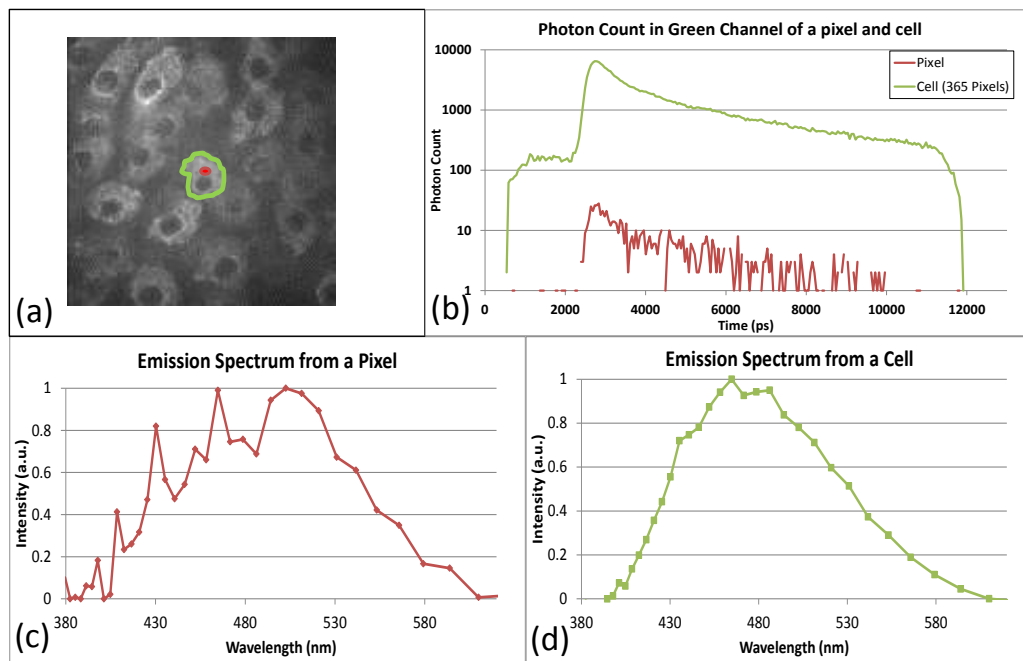 (a)
Photon Count in Green Channel of a pixel and cell
Photon Count
10000
1000
100
10
1
Pixel
Cell (365 Pixels)
0 2000 4000 6000 8000 10000 12000
Time (ps)
(b)
Emission Spectrum from a Pixel
Intensity (a.u.)
1
0.8
0.6
0.4
0.2
0
380 430 480 530 580
Wavelength (nm)
(c)
Emission Spectrum from a Cell
Intensity (a.u.)
1
0.8
0.6
0.4
0.2
0
380 430 480 530 580
Wavelength (nm)
(d)